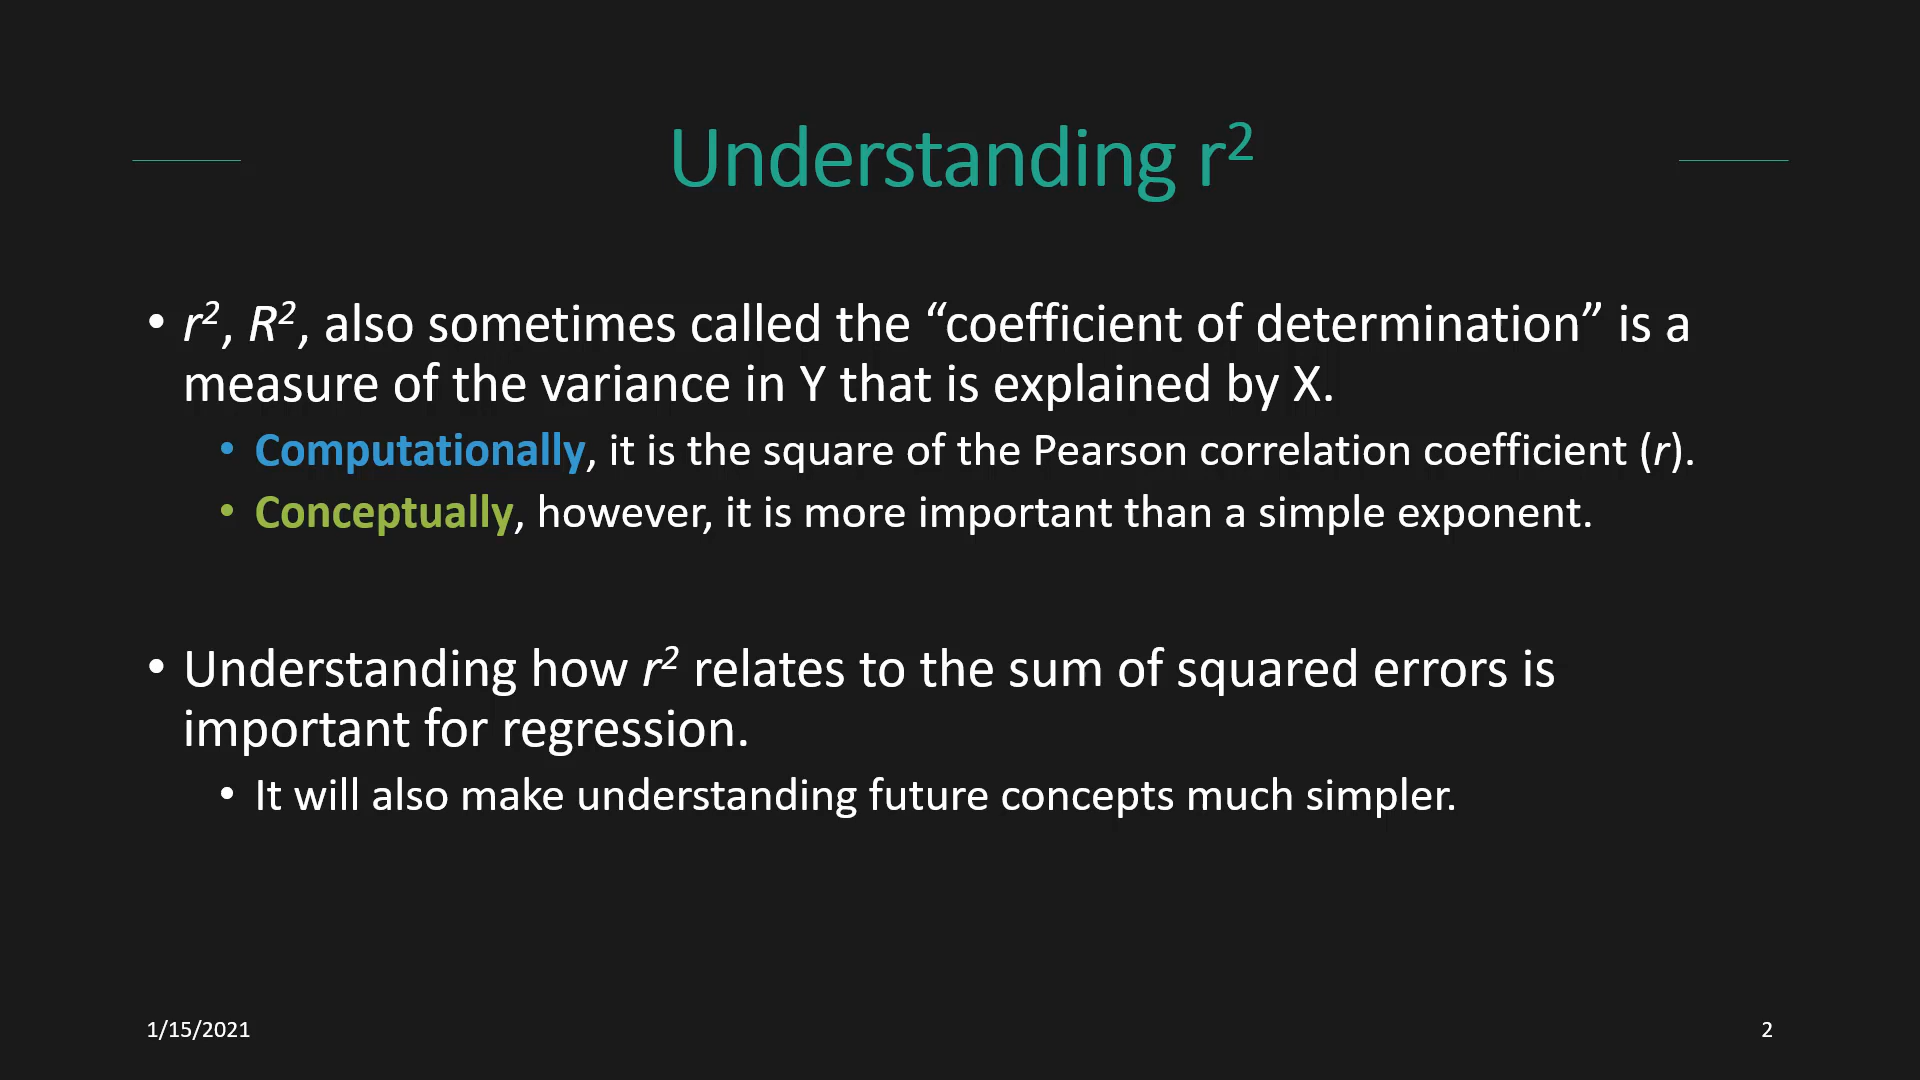 Understanding r²
• r², R², also sometimes called the “coefficient of determination” is a
measure of the variance in Y that is explained by X.
• Computationally, it is the square of the Pearson correlation coefficient (r).
• Conceptually, however, it is more important than a simple exponent.
• Understanding how r² relates to the sum of squared errors is
important for regression.
• It will also make understanding future concepts much simpler.
1/15/2021
2